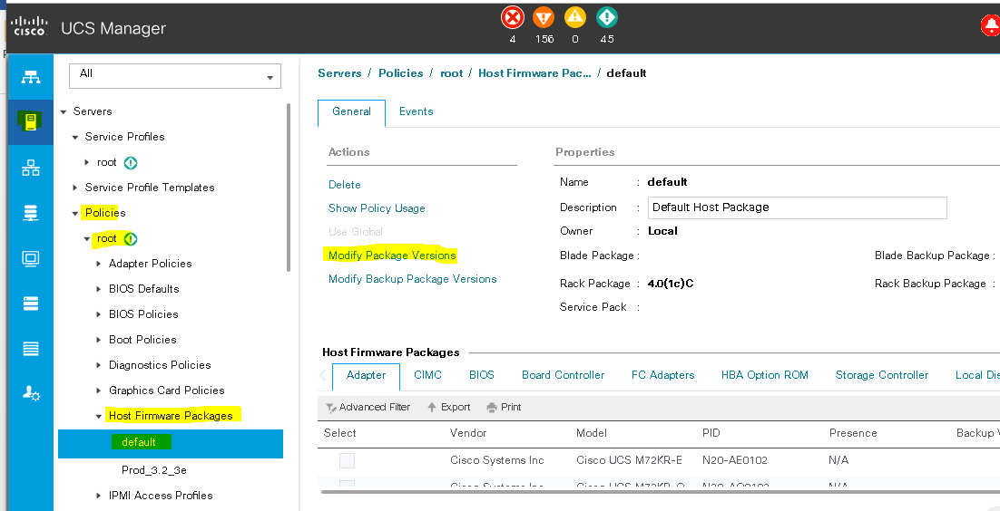 cisco
UCS Manager
4 156 0 45
All
Servers
Service Profiles
root
Service Profile Templates
Policies
root
Adapter Policies
BIOS Defaults
BIOS Policies
Boot Policies
Diagnostics Policies
Graphics Card Policies
Host Firmware Packages
default
Prod_3.2_3e
IPMI Access Profiles
Servers / Policies / root / Host Firmware Pac... / default
General Events
Actions
Delete
Show Policy Usage
Use Global
Modify Package Versions
Modify Backup Package Versions
Properties
Name : default
Description : Default Host Package
Owner : Local
Blade Package : Blade Backup Package :
Rack Package : 4.0(1c)C Rack Backup Package :
Service Pack :
Host Firmware Packages
Adapter CIMC BIOS Board Controller FC Adapters HBA Option ROM Storage Controller Local Dis
Advanced Filter Export Print
Select Vendor Model PID Presence Backup V
Cisco Systems Inc Cisco UCS M72KR-E N20-AE0102 N/A